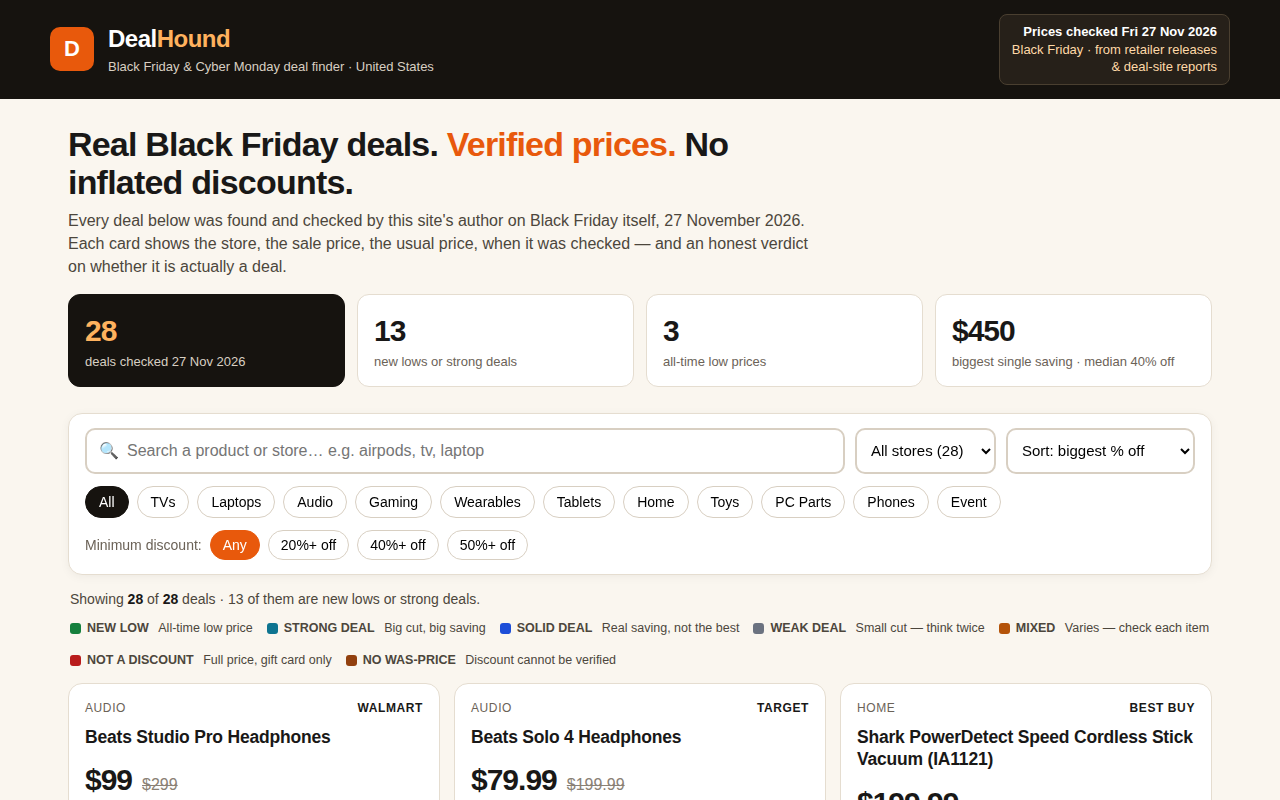 D
DealHound
Black Friday & Cyber Monday deal finder · United States
Prices checked Fri 27 Nov 2026
Black Friday · from retailer releases
& deal-site reports
Real Black Friday deals. Verified prices. No
inflated discounts.
Every deal below was found and checked by this site's author on Black Friday itself, 27 November 2026.
Each card shows the store, the sale price, the usual price, when it was checked — and an honest verdict
on whether it is actually a deal.
28
deals checked 27 Nov 2026
13
new lows or strong deals
3
all-time low prices
$450
biggest single saving · median 40% off
🔍 Search a product or store… e.g. airpods, tv, laptop
All stores (28)
Sort: biggest % off
All TVs Laptops Audio Gaming Wearables Tablets Home Toys PC Parts Phones Event
Minimum discount: Any 20%+ off 40%+ off 50%+ off
Showing 28 of 28 deals · 13 of them are new lows or strong deals.
NEW LOW All-time low price STRONG DEAL Big cut, big saving SOLID DEAL Real saving, not the best WEAK DEAL Small cut — think twice MIXED Varies — check each item
NOT A DISCOUNT Full price, gift card only NO WAS-PRICE Discount cannot be verified
AUDIO WALMART
Beats Studio Pro Headphones
$99 $299
AUDIO TARGET
Beats Solo 4 Headphones
$79.99 $199.99
HOME BEST BUY
Shark PowerDetect Speed Cordless Stick
Vacuum (IA1121)